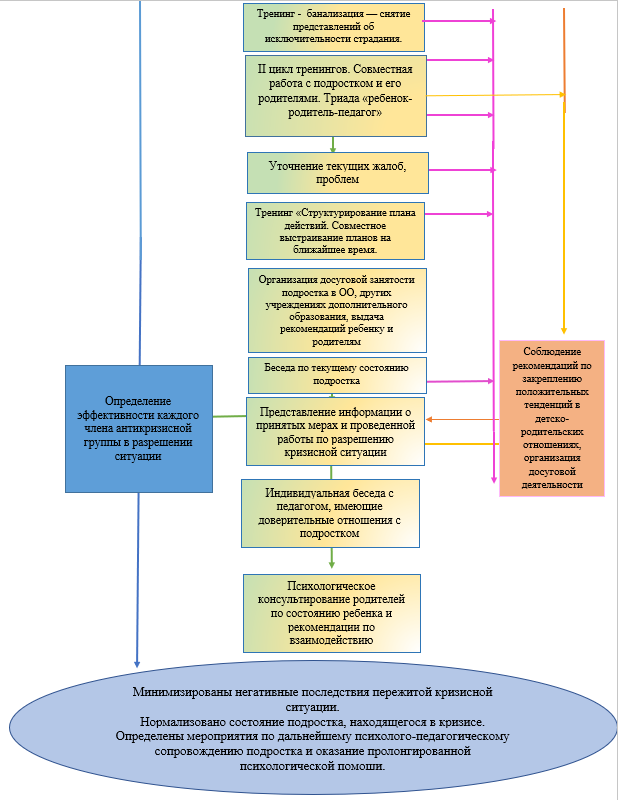 Тренинг - банализация — снятие
представлений об
исключительности страдания.
II цикл тренингов. Совместная
работа с подростком и его
родителями. Триада «ребенок-
родитель-педагог»
Уточнение текущих жалоб,
проблем
Тренинг «Структурирование плана
действий. Совместное
выстраивание планов на
ближайшее время.
Организация досуговой занятости
подростка в ОО, других
учреждениях дополнительного
образования, выдача
рекомендаций ребенку и
родителям
Беседа по текущему состоянию
подростка
Соблюдение
рекомендаций по
закреплению
положительных
тенденций в
детско-
родительских
отношениях,
организация
досуговой
деятельности
Определение
эффективности каждого
члена антикризисной
группы в разрешении
ситуации
Представление информации о
принятых мерах и проведенной
работы по разрешению
кризисной ситуации
Индивидуальная беседа с
педагогом, имеющие
доверительные отношения с
подростком
Психологическое
консультирование родителей
по состоянию ребенка и
рекомендации по
взаимодействию
Минимизированы негативные последствия пережитой кризисной
ситуации.
Нормализовано состояние подростка, находящегося в кризисе.
Определены мероприятия по дальнейшему психолого-педагогическому
сопровождению подростка и оказание пролонгированной
психологической помощи.